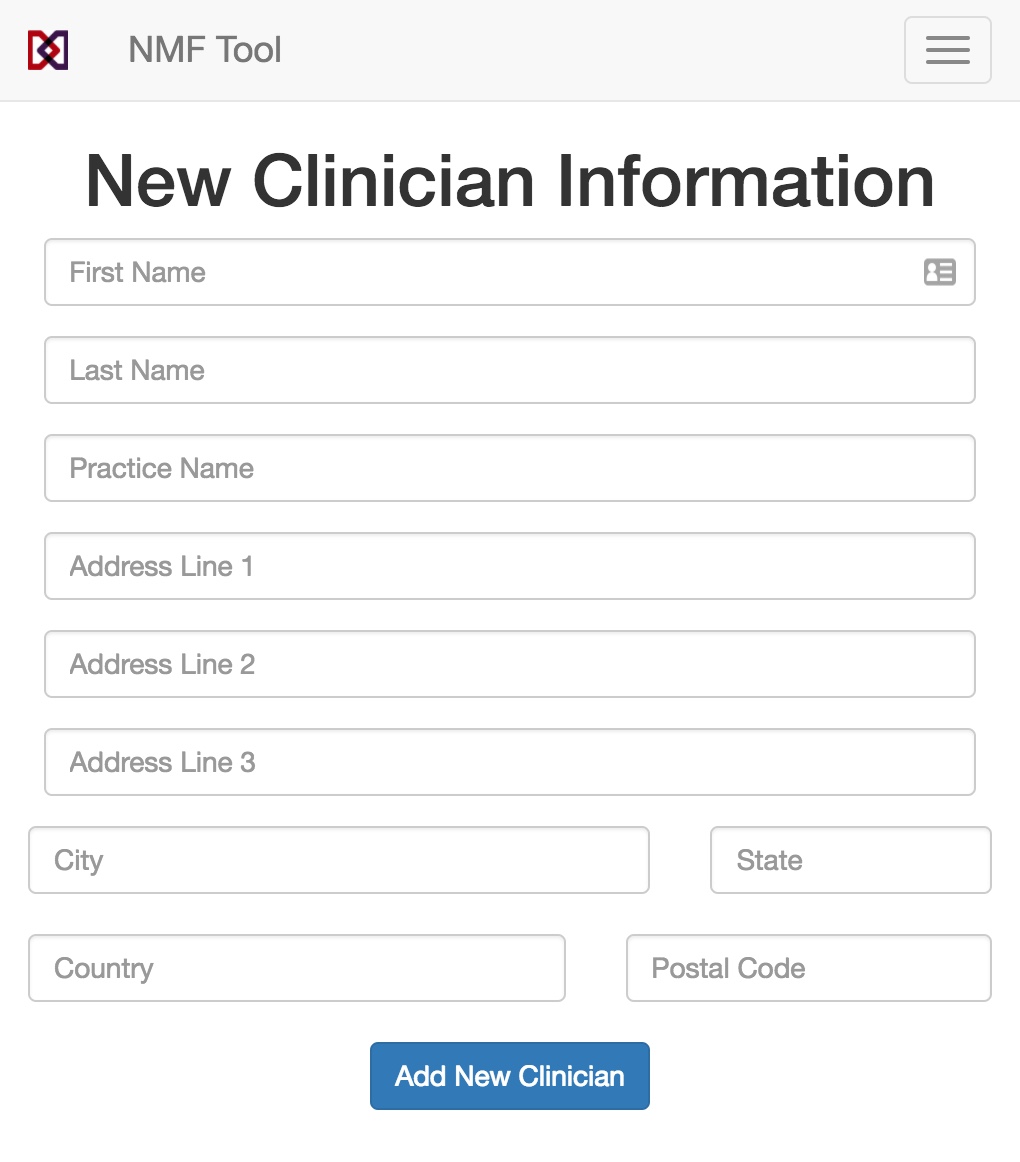 NMF Tool
New Clinician Information
First Name
Last Name
Practice Name
Address Line 1
Address Line 2
Address Line 3
City State
Country Postal Code
Add New Clinician